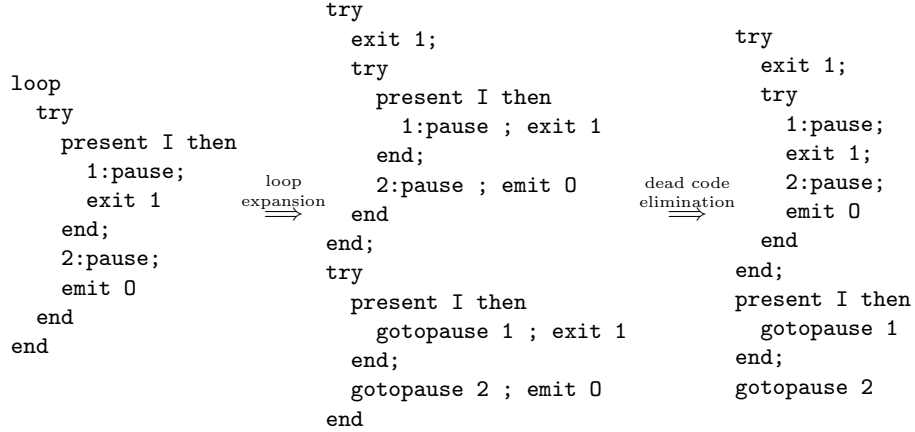 loop
try
present I then
1:pause;
exit 1
end;
2:pause;
emit O
end
end
loop
expansion
⟹
try
exit 1;
try
present I then
1:pause ; exit 1
end;
2:pause ; emit O
end
end;
try
present I then
gotopause 1 ; exit 1
end;
gotopause 2 ; emit O
end
dead code
elimination
⟹
try
exit 1;
try
1:pause;
exit 1;
2:pause;
emit O
end
end;
present I then
gotopause 1
end;
gotopause 2